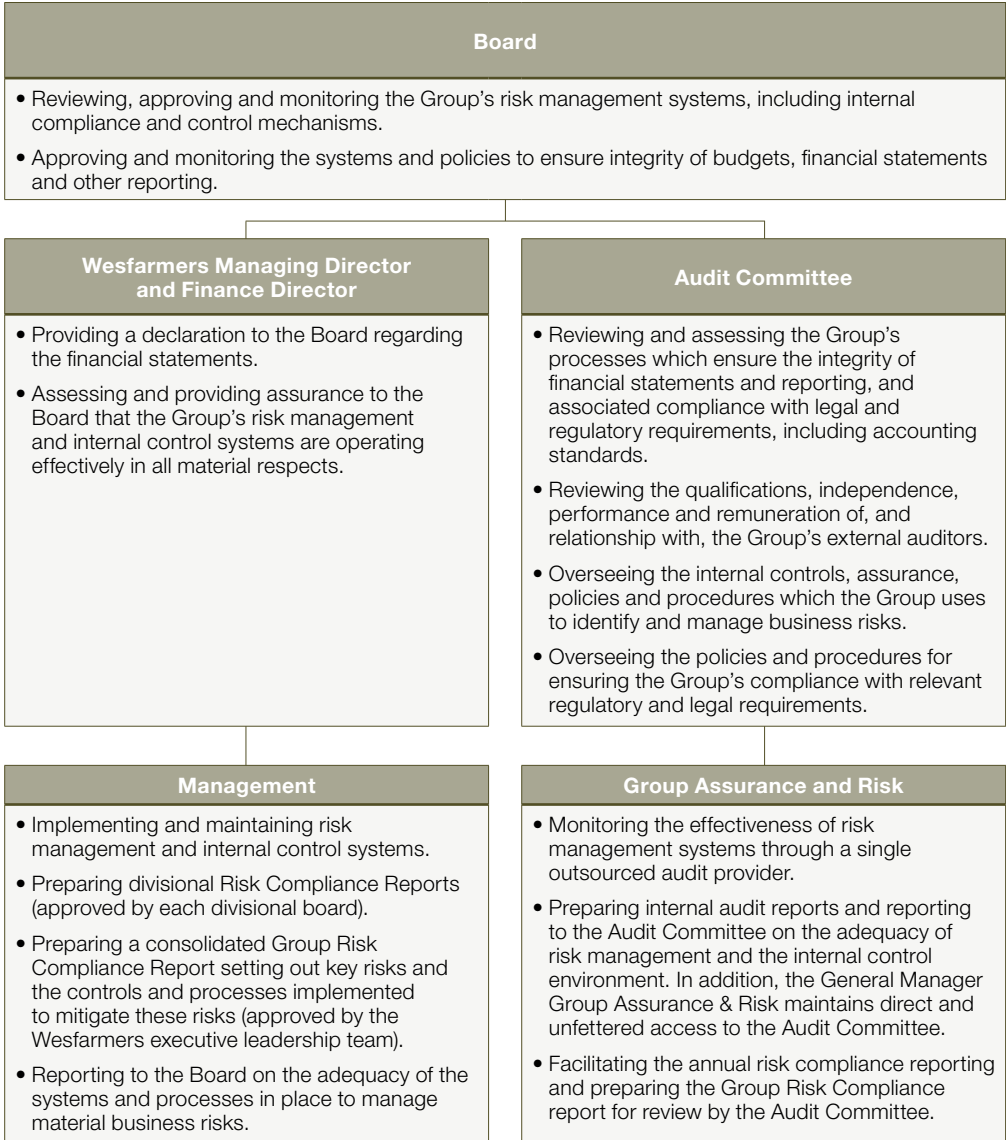 Board
• Reviewing, approving and monitoring the Group's risk management systems, including internal
compliance and control mechanisms.
• Approving and monitoring the systems and policies to ensure integrity of budgets, financial statements
and other reporting.
Wesfarmers Managing Director
and Finance Director
• Providing a declaration to the Board regarding
the financial statements.
• Assessing and providing assurance to the
Board that the Group's risk management
and internal control systems are operating
effectively in all material respects.
Audit Committee
• Reviewing and assessing the Group's
processes which ensure the integrity of
financial statements and reporting, and
associated compliance with legal and
regulatory requirements, including accounting
standards.
• Reviewing the qualifications, independence,
performance and remuneration of, and
relationship with, the Group's external auditors.
• Overseeing the internal controls, assurance,
policies and procedures which the Group uses
to identify and manage business risks.
• Overseeing the policies and procedures for
ensuring the Group's compliance with relevant
regulatory and legal requirements.
Management
• Implementing and maintaining risk
management and internal control systems.
• Preparing divisional Risk Compliance Reports
(approved by each divisional board).
• Preparing a consolidated Group Risk
Compliance Report setting out key risks and
the controls and processes implemented
to mitigate these risks (approved by the
Wesfarmers executive leadership team).
• Reporting to the Board on the adequacy of the
systems and processes in place to manage
material business risks.
Group Assurance and Risk
• Monitoring the effectiveness of risk
management systems through a single
outsourced audit provider.
• Preparing internal audit reports and reporting
to the Audit Committee on the adequacy of
risk management and the internal control
environment. In addition, the General Manager
Group Assurance & Risk maintains direct and
unfettered access to the Audit Committee.
• Facilitating the annual risk compliance reporting
and preparing the Group Risk Compliance
report for review by the Audit Committee.